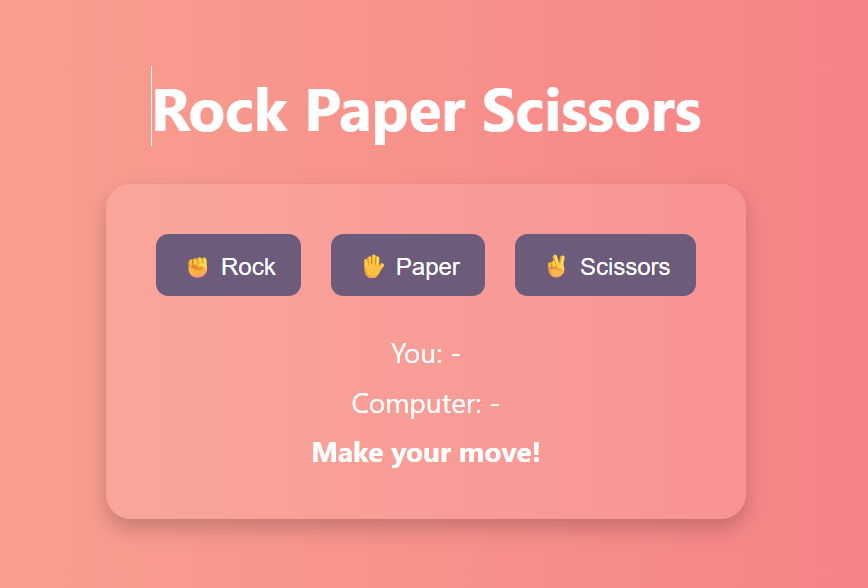 Rock Paper Scissors
✊ Rock ✋ Paper ✌ Scissors
You: -
Computer: -
Make your move!